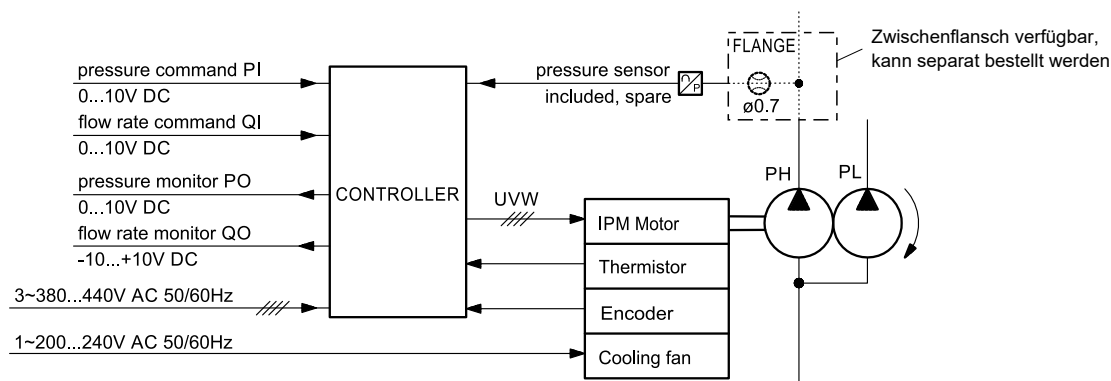 Zwischenflansch verfügbar,
kann separat bestellt werden
FLANGE
ø0.7
pressure command PI
0...10V DC
flow rate command QI
0...10V DC
pressure monitor PO
0...10V DC
flow rate monitor QO
-10...+10V DC
3~380...440V AC 50/60Hz
1~200...240V AC 50/60Hz
CONTROLLER
pressure sensor
included, spare
P
UVW
IPM Motor
Thermistor
Encoder
Cooling fan
PH
PL